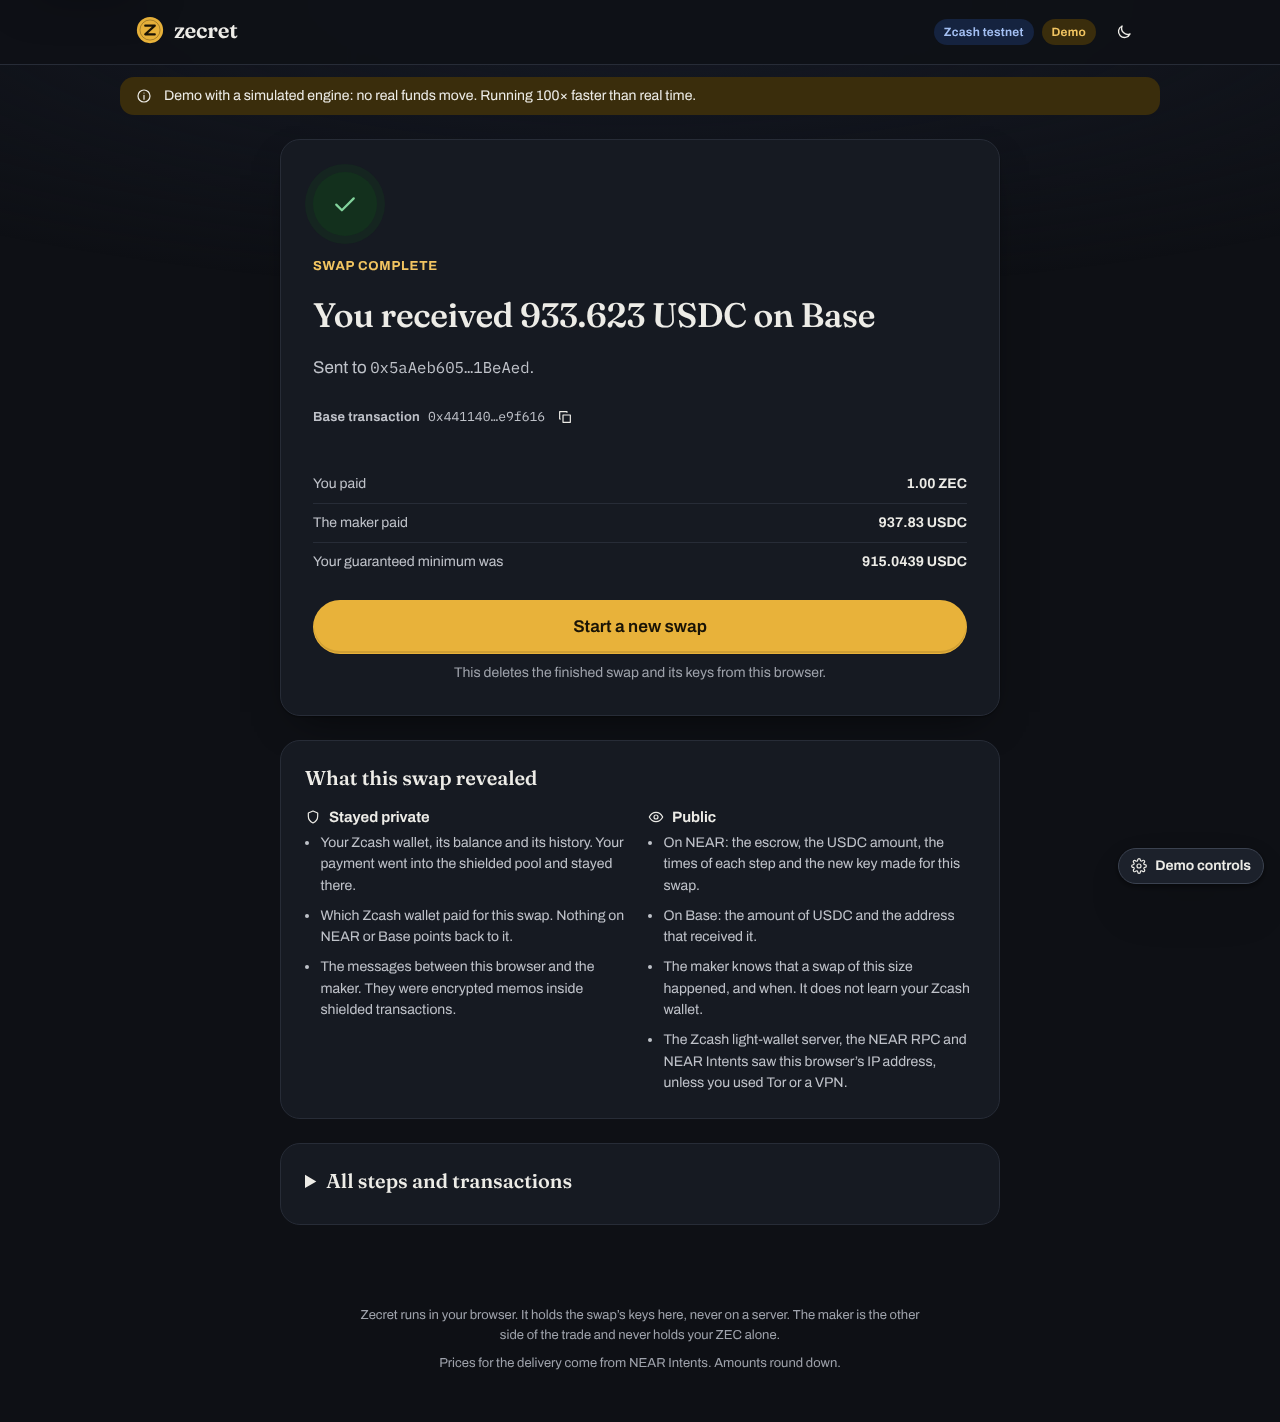 zecret
Zcash testnet
Demo
Demo with a simulated engine: no real funds move. Running 100× faster than real time.
SWAP COMPLETE
You received 933.623 USDC on Base
Sent to 0x5aAeb605…1BeAed.
Base transaction 0x441140…e9f616
You paid 1.00 ZEC
The maker paid 937.83 USDC
Your guaranteed minimum was 915.0439 USDC
Start a new swap
This deletes the finished swap and its keys from this browser.
What this swap revealed
Stayed private
• Your Zcash wallet, its balance and its history. Your
payment went into the shielded pool and stayed
there.
• Which Zcash wallet paid for this swap. Nothing on
NEAR or Base points back to it.
• The messages between this browser and the
maker. They were encrypted memos inside
shielded transactions.
Public
• On NEAR: the escrow, the USDC amount, the
times of each step and the new key made for this
swap.
• On Base: the amount of USDC and the address
that received it.
• The maker knows that a swap of this size
happened, and when. It does not learn your Zcash
wallet.
• The Zcash light-wallet server, the NEAR RPC and
NEAR Intents saw this browser’s IP address,
unless you used Tor or a VPN.
Demo controls
All steps and transactions
Zecret runs in your browser. It holds the swap’s keys here, never on a server. The maker is the other
side of the trade and never holds your ZEC alone.
Prices for the delivery come from NEAR Intents. Amounts round down.